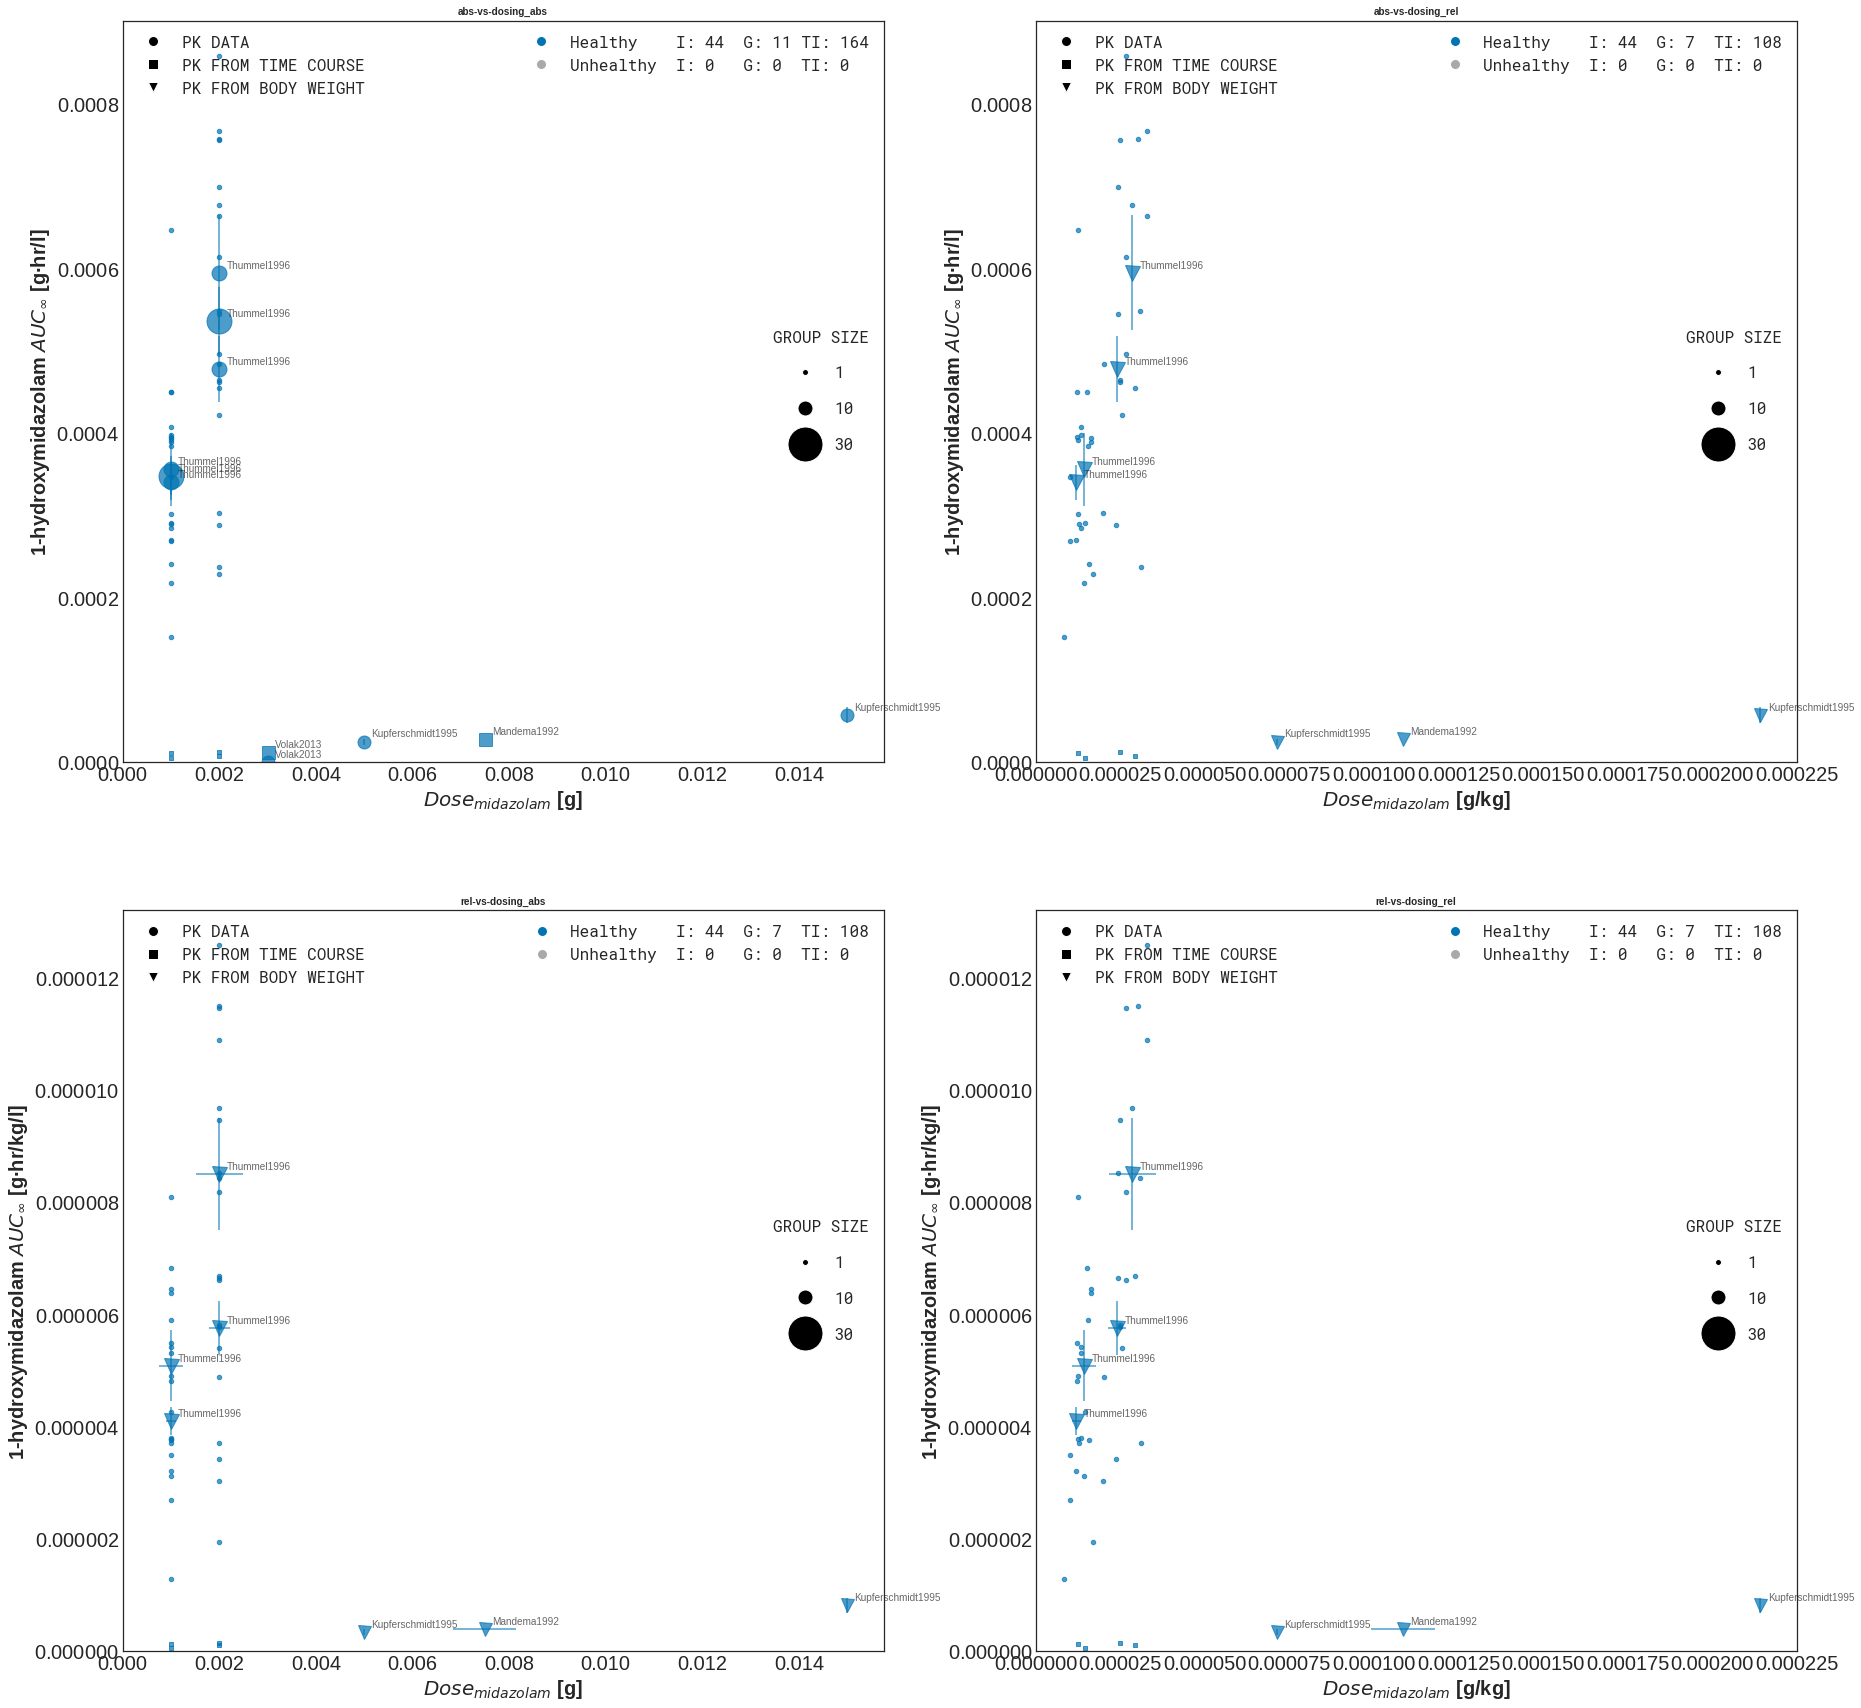 abs-vs-dosing_abs
PK DATA
PK FROM TIME COURSE
PK FROM BODY WEIGHT
Healthy I: 44 G: 11 TI: 164
Unhealthy I: 0 G: 0 TI: 0
0.0008
0.0006
0.0004
0.0002
0.0000
1-hydroxymidazolam AUC∞ [g·hr/l]
Thummel1996
Thummel1996
Thummel1996
Thummel1996
Thummel1996
Thummel1996
GROUP SIZE
1
10
30
Volak2013
Volak2013
Kupferschmidt1995
Mandema1992
Kupferschmidt1995
0.000 0.002 0.004 0.006 0.008 0.010 0.012 0.014
Dose midazolam [g]
abs-vs-dosing_rel
PK DATA
PK FROM TIME COURSE
PK FROM BODY WEIGHT
Healthy I: 44 G: 7 TI: 108
Unhealthy I: 0 G: 0 TI: 0
0.0008
0.0006
0.0004
0.0002
0.0000
1-hydroxymidazolam AUC∞ [g·hr/l]
Thummel1996
Thummel1996
Thummel1996
Thummel1996
GROUP SIZE
1
10
30
Kupferschmidt1995
Mandema1992
Kupferschmidt1995
0.000000 0.000025 0.000050 0.000075 0.000100 0.000125 0.000150 0.000175 0.000200 0.000225
Dose midazolam [g/kg]
rel-vs-dosing_abs
PK DATA
PK FROM TIME COURSE
PK FROM BODY WEIGHT
Healthy I: 44 G: 7 TI: 108
Unhealthy I: 0 G: 0 TI: 0
0.000012
0.000010
0.000008
0.000006
0.000004
0.000002
0.000000
1-hydroxymidazolam AUC∞ [g·hr/kg/l]
Thummel1996
Thummel1996
Thummel1996
Thummel1996
GROUP SIZE
1
10
30
Kupferschmidt1995
Mandema1992
Kupferschmidt1995
0.000 0.002 0.004 0.006 0.008 0.010 0.012 0.014
Dose midazolam [g]
rel-vs-dosing_rel
PK DATA
PK FROM TIME COURSE
PK FROM BODY WEIGHT
Healthy I: 44 G: 7 TI: 108
Unhealthy I: 0 G: 0 TI: 0
0.000012
0.000010
0.000008
0.000006
0.000004
0.000002
0.000000
1-hydroxymidazolam AUC∞ [g·hr/kg/l]
Thummel1996
Thummel1996
Thummel1996
Thummel1996
GROUP SIZE
1
10
30
Kupferschmidt1995
Mandema1992
Kupferschmidt1995
0.000000 0.000025 0.000050 0.000075 0.000100 0.000125 0.000150 0.000175 0.000200 0.000225
Dose midazolam [g/kg]